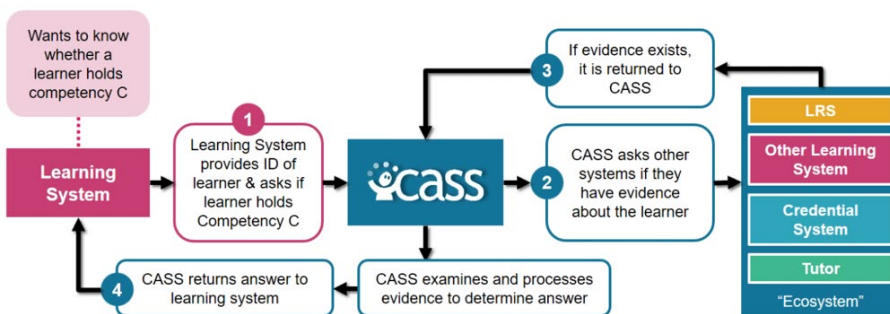 Wants to know
whether a
learner holds
competency C
Learning
System
1
Learning System
provides ID of
learner & asks if
learner holds
Competency C
cass
2
CASS asks other
systems if they
have evidence
about the learner
3
If evidence exists,
it is returned to
CASS
LRS
Other Learning
System
Credential
System
Tutor
“Ecosystem”
CASS examines and processes
evidence to determine answer
4
CASS returns answer to
learning system